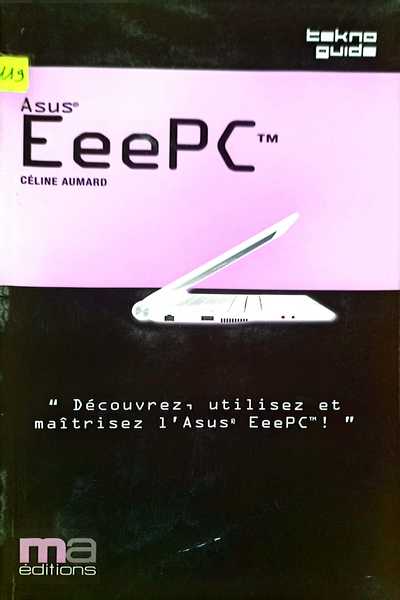 tekno
guide
119
Asus®
EeePC™
CÉLINE AUMARD
“ Découvrez, utilisez et
maîtrisez l'Asus® EeePC™! ”
ma
éditions